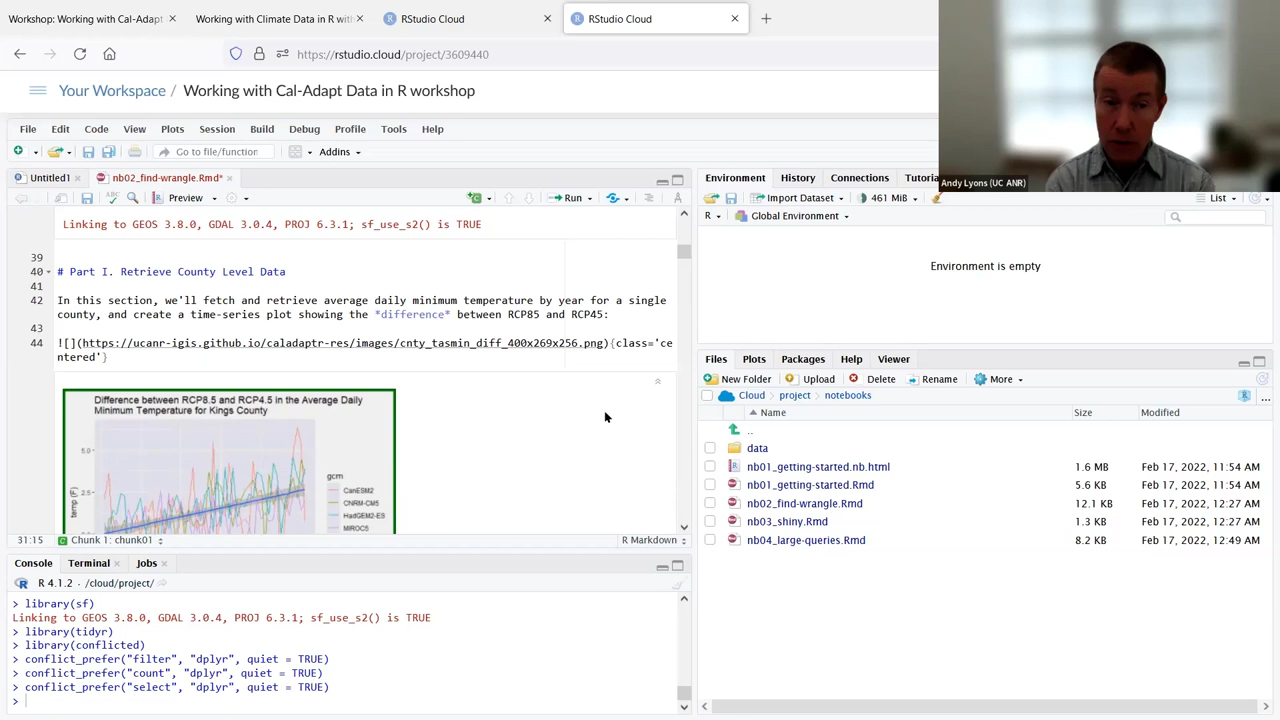 Workshop: Working with Cal-Adapt
Working with Climate Data in R wit
RStudio Cloud
RStudio Cloud
https://rstudio.cloud/project/3609440
Your Workspace / Working with Cal-Adapt Data in R workshop
File Edit Code View Plots Session Build Debug Profile Tools Help
Go to file/function Addins
Untitled1 nb02_find-wrangle.Rmd*
Preview Run
Linking to GEOS 3.8.0, GDAL 3.0.4, PROJ 6.3.1; sf_use_s2() is TRUE
39
40 # Part I. Retrieve County Level Data
41
42 In this section, we'll fetch and retrieve average daily minimum temperature by year for a single
county, and create a time-series plot showing the *difference* between RCP85 and RCP45:
43
44 ![](https://ucanr-igis.github.io/caladaptr-res/images/cnty_tasmin_diff_400x269x256.png){class='ce
ntered'}
Difference between RCP8.5 and RCP4.5 in the Average Daily
Minimum Temperature for Kings County
5.0
2.5
0.0
temp (F)
gcm
CanESM2
CNRM-CM5
HadGEM2-ES
MIROC5
31:15 Chunk 1: chunk01 R Markdown
Console Terminal Jobs
R 4.1.2 · /cloud/project/
> library(sf)
Linking to GEOS 3.8.0, GDAL 3.0.4, PROJ 6.3.1; sf_use_s2() is TRUE
> library(tidyr)
> library(conflicted)
> conflict_prefer("filter", "dplyr", quiet = TRUE)
> conflict_prefer("count", "dplyr", quiet = TRUE)
> conflict_prefer("select", "dplyr", quiet = TRUE)
>
Andy Lyons (UC ANR)
Environment History Connections Tutoria
Import Dataset 461 MiB List
R Global Environment
Environment is empty
Files Plots Packages Help Viewer
New Folder Upload Delete Rename More
Cloud project notebooks
Name Size Modified
..
data
nb01_getting-started.nb.html 1.6 MB Feb 17, 2022, 11:54 AM
nb01_getting-started.Rmd 5.6 KB Feb 17, 2022, 11:54 AM
nb02_find-wrangle.Rmd 12.1 KB Feb 17, 2022, 12:27 AM
nb03_shiny.Rmd 1.3 KB Feb 17, 2022, 12:27 AM
nb04_large-queries.Rmd 8.2 KB Feb 17, 2022, 12:49 AM